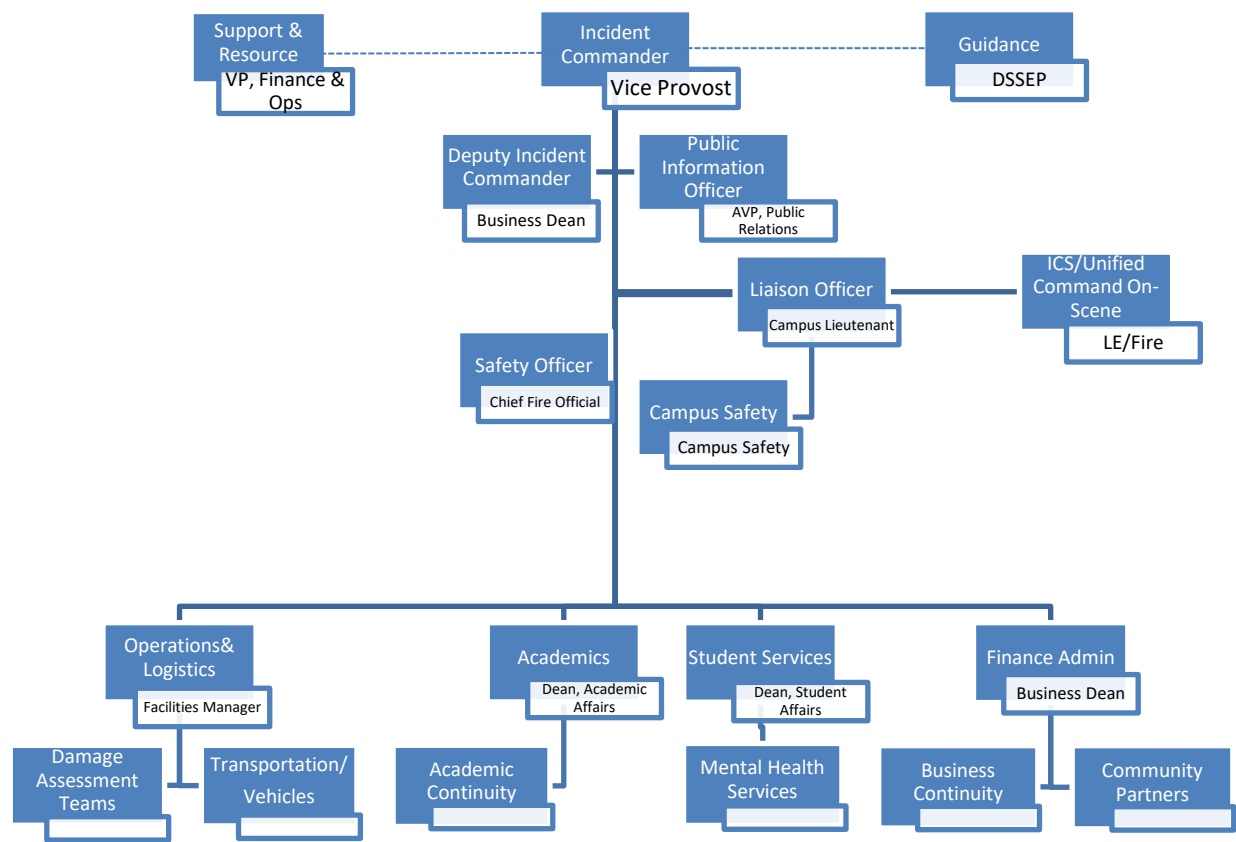 Support &
Resource
VP, Finance &
Ops
Incident
Commander
Vice Provost
Guidance
DSSEP
Deputy Incident
Commander
Business Dean
Public
Information
Officer
AVP, Public
Relations
Liaison Officer
Campus Lieutenant
ICS/Unified
Command On-
Scene
LE/Fire
Safety Officer
Chief Fire Official
Campus Safety
Campus Safety
Operations&
Logistics
Facilities Manager
Academics
Dean, Academic
Affairs
Student Services
Dean, Student
Affairs
Finance Admin
Business Dean
Damage
Assessment
Teams
Transportation/
Vehicles
Academic
Continuity
Mental Health
Services
Business
Continuity
Community
Partners